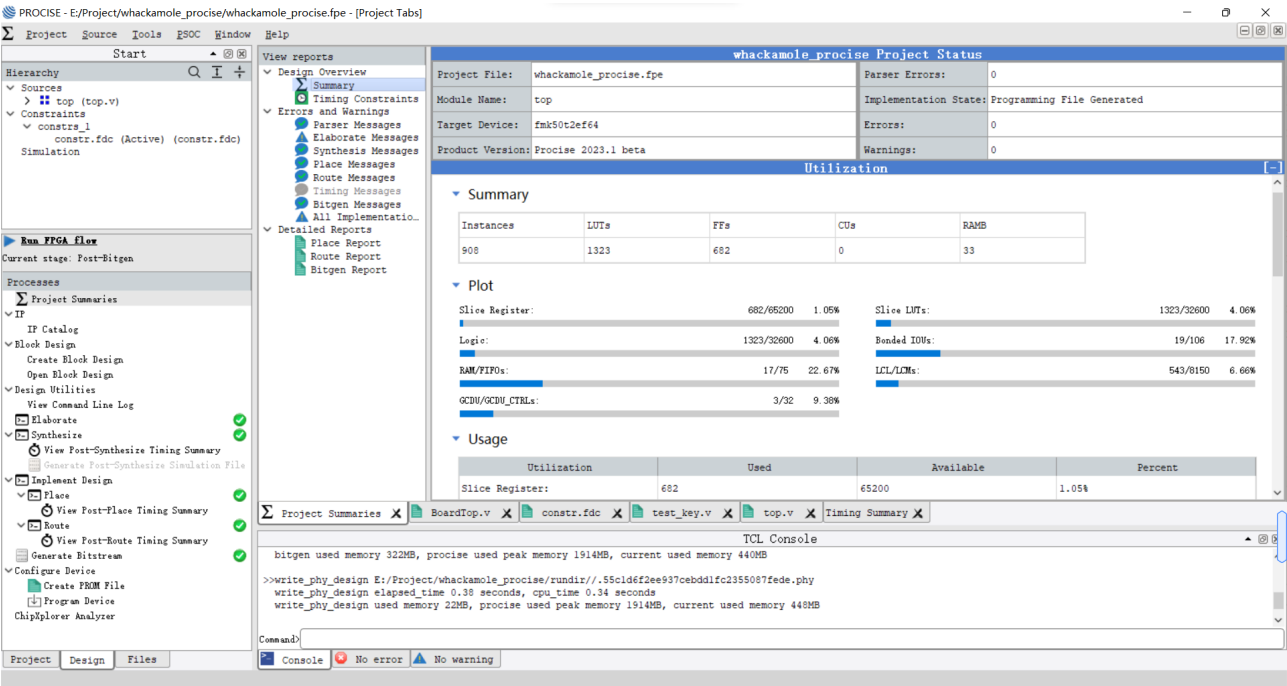 PROCISE - E:/Project/whackamole_procise/whackamole_procise.fpe - [Project Tabs]
Project Source Tools PSOC Window Help
Start
Hierarchy
Sources
top (top.v)
Constraints
constrs_1
constr.fdc (Active) (constr.fdc)
Simulation
Run FPGA flow
Current stage: Post-Bitgen
Processes
Project Summaries
IP
IP Catalog
Block Design
Create Block Design
Open Block Design
Design Utilities
View Command Line Log
Elaborate
Synthesize
View Post-Synthesize Timing Summary
Generate Post-Synthesize Simulation File
Implement Design
Place
View Post-Place Timing Summary
Route
View Post-Route Timing Summary
Generate Bitstream
Configure Device
Create PROM File
Program Device
ChipXplorer Analyzer
Project Design Files
View reports
Design Overview
Summary
Timing Constraints
Errors and Warnings
Parser Messages
Elaborate Messages
Synthesis Messages
Place Messages
Route Messages
Timing Messages
Bitgen Messages
All Implementatio...
Detailed Reports
Place Report
Route Report
Bitgen Report
whackamole_procise Project Status
Project File: whackamole_procise.fpe Parser Errors: 0
Module Name: top Implementation State: Programming File Generated
Target Device: fmk50t2ef64 Errors: 0
Product Version: Procise 2023.1 beta Warnings: 0
Utilization [-]
Summary
Instances LUTs FFs CUs RAMB
908 1323 682 0 33
Plot
Slice Register: 682/65200 1.05% Slice LUTs: 1323/32600 4.06%
Logic: 1323/32600 4.06% Bonded IOUs: 19/106 17.92%
RAM/FIFOs: 17/75 22.67% LCL/LCMs: 543/8150 6.66%
GCDU/GCDU_CTRLs: 3/32 9.38%
Usage
Utilization Used Available Percent
Slice Register: 682 65200 1.05%
Project Summaries BoardTop.v constr.fdc test_key.v top.v Timing Summary
TCL Console
bitgen used memory 322MB, procise used peak memory 1914MB, current used memory 440MB
>>write_phy_design E:/Project/whackamole_procise/rundir//.55c1d6f2ee937cebdd1fc2355087fede.phy
write_phy_design elapsed_time 0.38 seconds, cpu_time 0.34 seconds
write_phy_design used memory 22MB, procise used peak memory 1914MB, current used memory 448MB
Command>
Console No error No warning